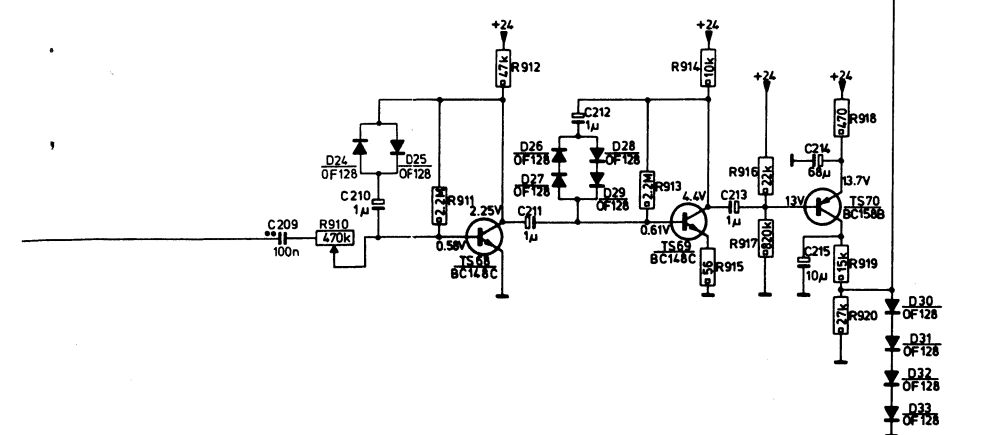 +24
+24
47k
R912
R914
10k
+24
+24
C212
1µ
470
R918
D24
OF128
D25
OF128
D26
OF128
D28
OF128
C214
68µ
R916
22k
13.7V
D27
OF128
D29
OF128
2.2M
R913
C210
1µ
2.2M
R911
2.25V
C211
1µ
4.4V
C213
1µ
13V
TS70
BC158B
C209
100n
R910
470k
0.58V
TS68
BC148C
0.61V
TS69
BC148C
R917
820k
56
R915
C215
10µ
15k
R919
27k
R920
D30
OF128
D31
OF128
D32
OF128
D33
OF128